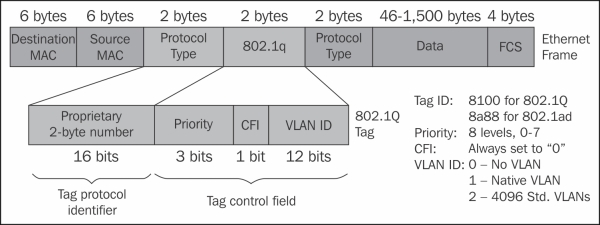 6 bytes 6 bytes 2 bytes 2 bytes 2 bytes 46-1,500 bytes 4 bytes
Destination MAC
Source MAC
Protocol Type
802.1q
Protocol Type
Data
FCS
Ethernet Frame
Proprietary 2-byte number
Priority
CFI
VLAN ID
802.1Q Tag
16 bits 3 bits 1 bit 12 bits
Tag protocol identifier
Tag control field
Tag ID: 8100 for 802.1Q
8a88 for 802.1ad
Priority: 8 levels, 0-7
CFI: Always set to “0”
VLAN ID: 0 – No VLAN
1 – Native VLAN
2 – 4096 Std. VLANs